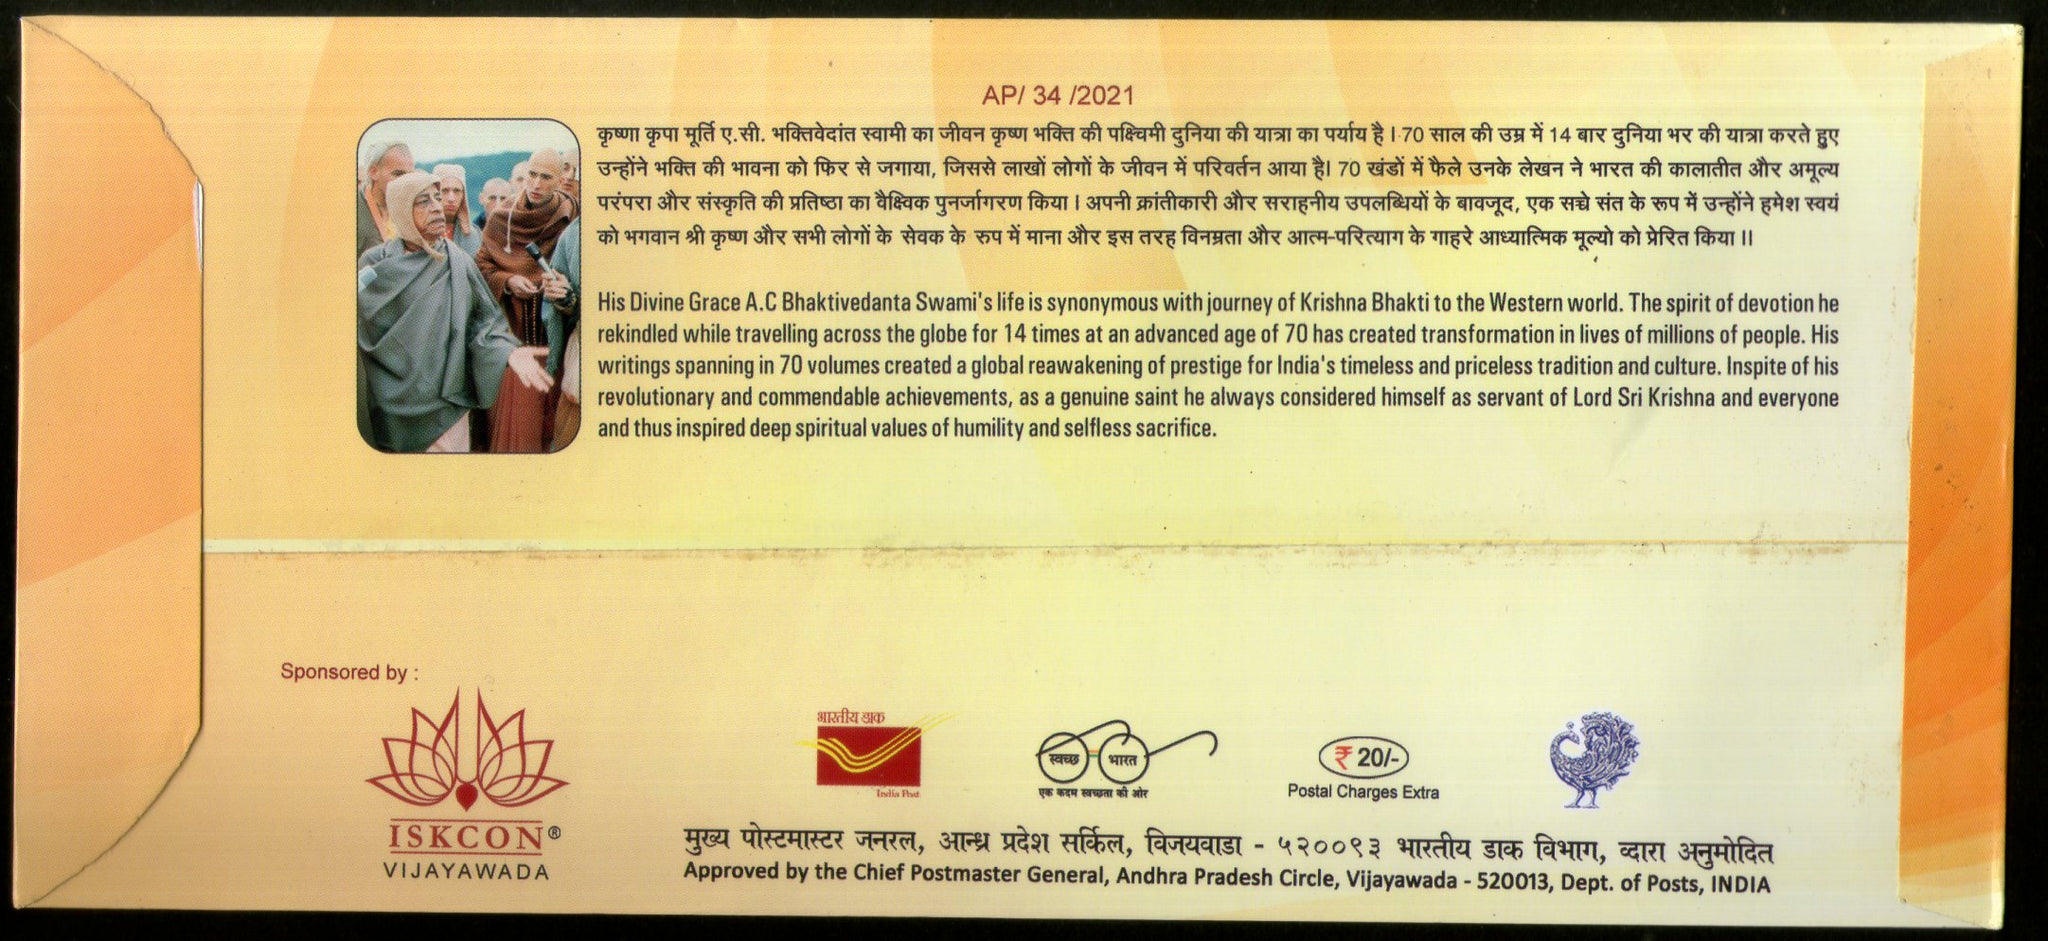 AP/ 34 /2021
कृष्णा कृपा मूर्ति ए.सी. भक्तिवेदांत स्वामी का जीवन कृष्ण भक्ति की पश्चिमी दुनिया की यात्रा का पर्याय है । 70 साल की उम्र में 14 बार दुनिया भर की यात्रा करते हुए
उन्होंने भक्ति की भावना को फिर से जगाया, जिससे लाखों लोगों के जीवन में परिवर्तन आया है। 70 खंडों में फैले उनके लेखन ने भारत की कालातीत और अमूल्य
परंपरा और संस्कृति की प्रतिष्ठा का वैक्ष्विक पुनर्जागरण किया । अपनी क्रांतीकारी और सराहनीय उपलब्धियों के बावजूद, एक सच्चे संत के रूप में उन्होंने हमेश स्वयं
को भगवान श्री कृष्ण और सभी लोगों के सेवक के रुप में माना और इस तरह विनम्रता और आत्म-परित्याग के गाहरे आध्यात्मिक मूल्यो को प्रेरित किया ।।
His Divine Grace A.C Bhaktivedanta Swami's life is synonymous with journey of Krishna Bhakti to the Western world. The spirit of devotion he
rekindled while travelling across the globe for 14 times at an advanced age of 70 has created transformation in lives of millions of people. His
writings spanning in 70 volumes created a global reawakening of prestige for India's timeless and priceless tradition and culture. Inspite of his
revolutionary and commendable achievements, as a genuine saint he always considered himself as servant of Lord Sri Krishna and everyone
and thus inspired deep spiritual values of humility and selfless sacrifice.
Sponsored by :
ISKCON®
VIJAYAWADA
भारतीय डाक
India Post
स्वच्छ भारत
एक कदम स्वच्छता की ओर
₹ 20/-
Postal Charges Extra
मुख्य पोस्टमास्टर जनरल, आन्ध्र प्रदेश सर्किल, विजयवाडा - ५२००१३ भारतीय डाक विभाग, व्दारा अनुमोदित
Approved by the Chief Postmaster General, Andhra Pradesh Circle, Vijayawada - 520013, Dept. of Posts, INDIA